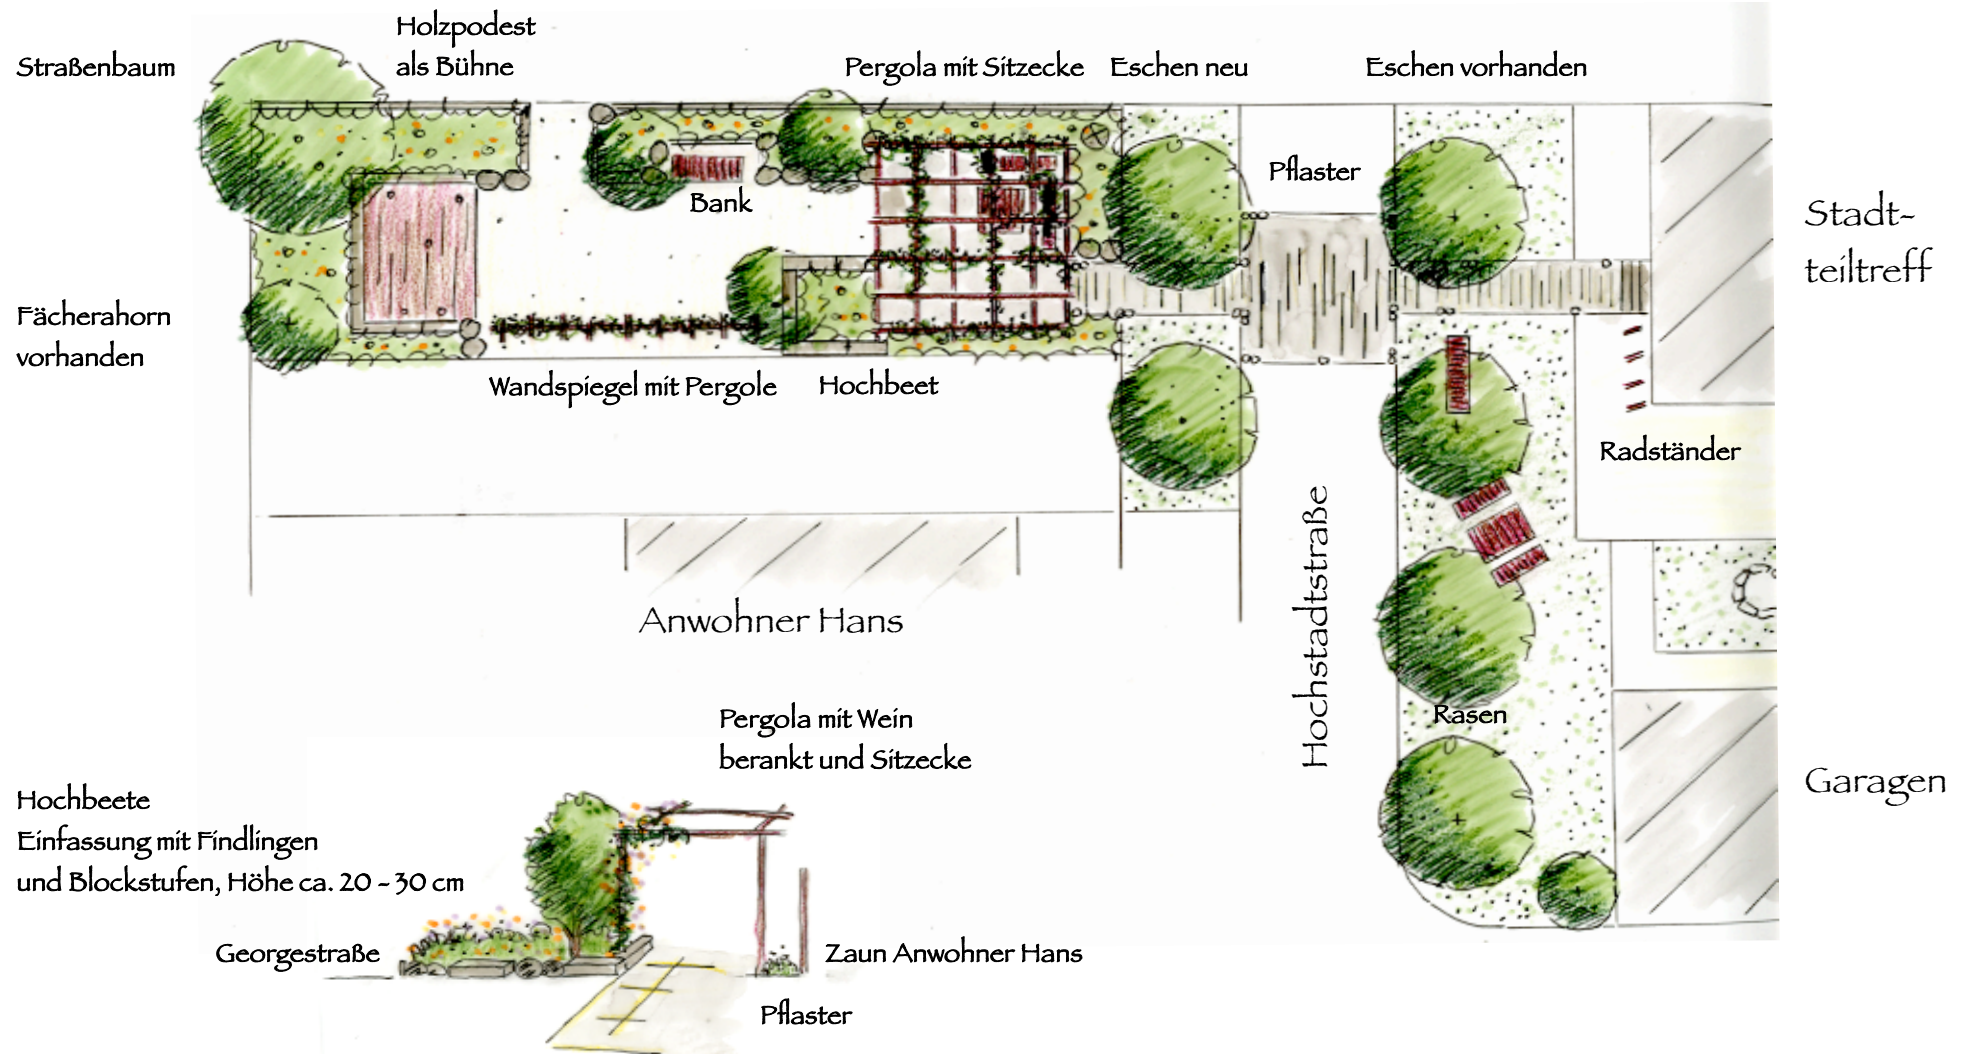 Holzpodest
als Bühne
Straßenbaum
Pergola mit Sitzecke
Eschen neu
Eschen vorhanden
Pflaster
Bank
Stadt-
teiltreff
Fächerahorn
vorhanden
Wandspiegel mit Pergole
Hochbeet
Radständer
Hochstadtstraße
Anwohner Hans
Rasen
Pergola mit Wein
berankt und Sitzecke
Garagen
Hochbeete
Einfassung mit Findlingen
und Blockstufen, Höhe ca. 20 - 30 cm
Georgestraße
Zaun Anwohner Hans
Pflaster